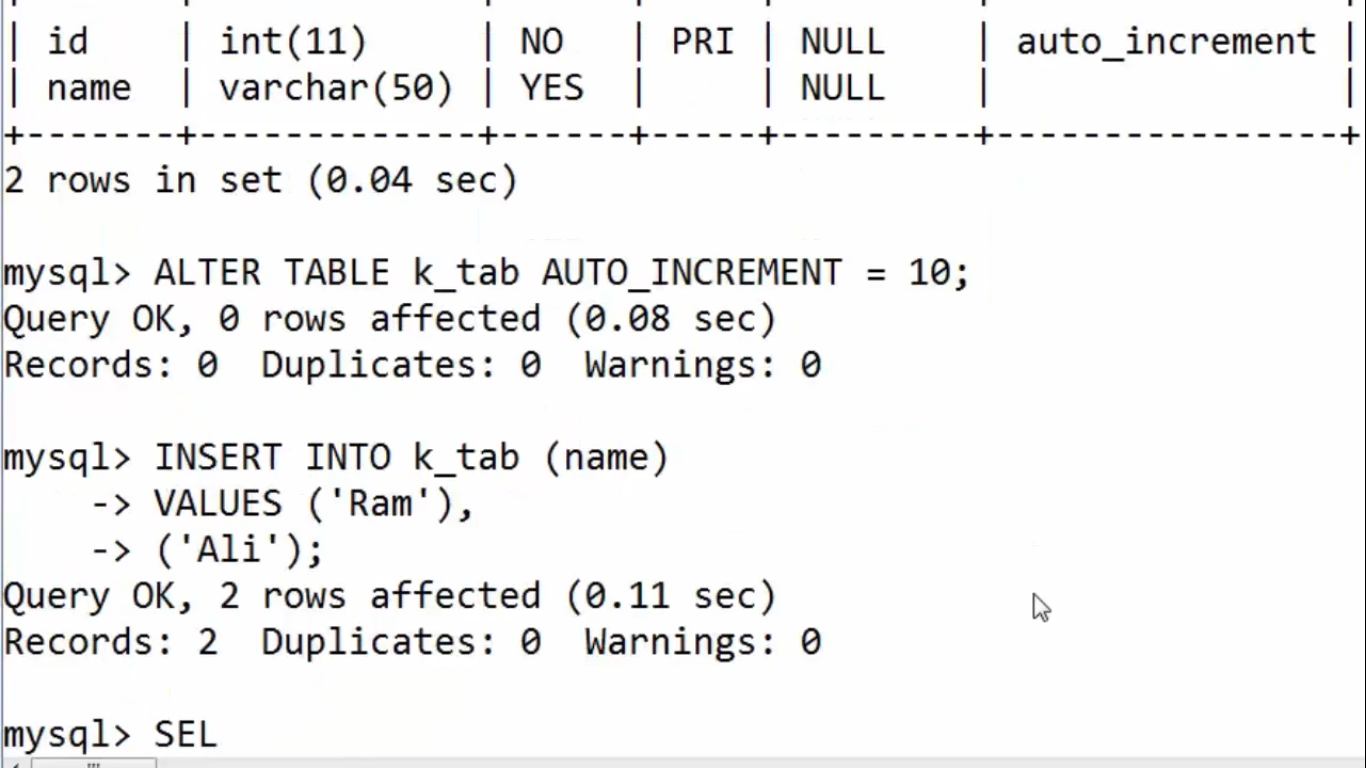 | id | int(11) | NO | PRI | NULL | auto_increment |
| name | varchar(50) | YES | | NULL | |
+-------+-------------+------+-----+---------+----------------+
2 rows in set (0.04 sec)
mysql> ALTER TABLE k_tab AUTO_INCREMENT = 10;
Query OK, 0 rows affected (0.08 sec)
Records: 0 Duplicates: 0 Warnings: 0
mysql> INSERT INTO k_tab (name)
-> VALUES ('Ram'),
-> ('Ali');
Query OK, 2 rows affected (0.11 sec)
Records: 2 Duplicates: 0 Warnings: 0
mysql> SEL